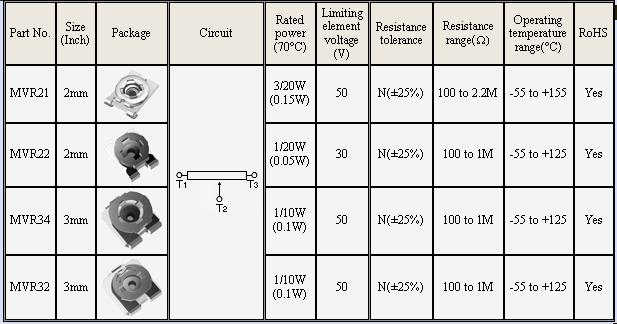 Part No. Size (Inch) Package Circuit Rated power (70°C) Limiting element voltage (V) Resistance tolerance Resistance range(Ω) Operating temperature range(°C) RoHS
MVR21 2mm 3/20W (0.15W) 50 N(±25%) 100 to 2.2M -55 to +155 Yes
MVR22 2mm 1/20W (0.05W) 30 N(±25%) 100 to 1M -55 to +125 Yes
T1 T3
T2
MVR34 3mm 1/10W (0.1W) 50 N(±25%) 100 to 1M -55 to +125 Yes
MVR32 3mm 1/10W (0.1W) 50 N(±25%) 100 to 1M -55 to +125 Yes